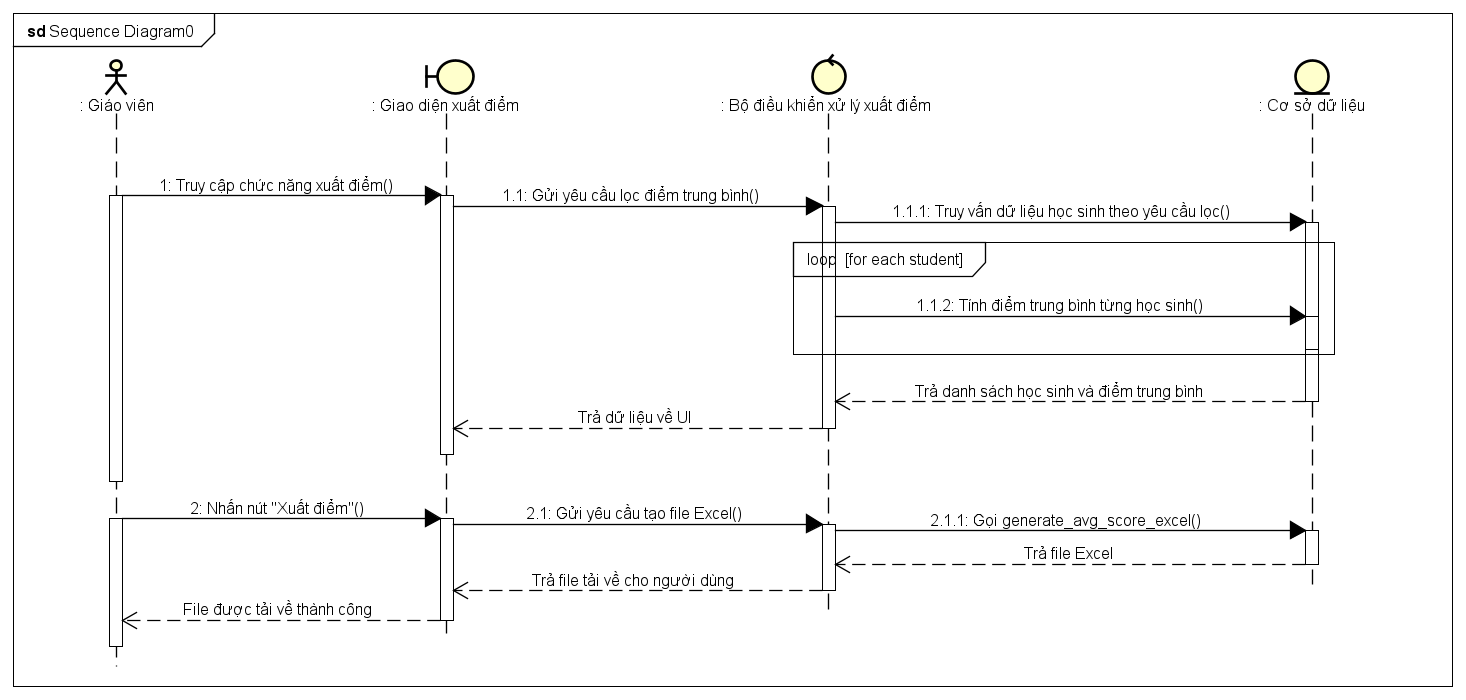 sd Sequence Diagram0
: Giáo viên
: Giao diện xuất điểm
: Bộ điều khiển xử lý xuất điểm
: Cơ sở dữ liệu
1: Truy cập chức năng xuất điểm()
1.1: Gửi yêu cầu lọc điểm trung bình()
1.1.1: Truy vấn dữ liệu học sinh theo yêu cầu lọc()
loop [for each student]
1.1.2: Tính điểm trung bình từng học sinh()
Trả danh sách học sinh và điểm trung bình
Trả dữ liệu về UI
2: Nhấn nút "Xuất điểm"()
2.1: Gửi yêu cầu tạo file Excel()
2.1.1: Gọi generate_avg_score_excel()
Trả file Excel
Trả file tải về cho người dùng
File được tải về thành công